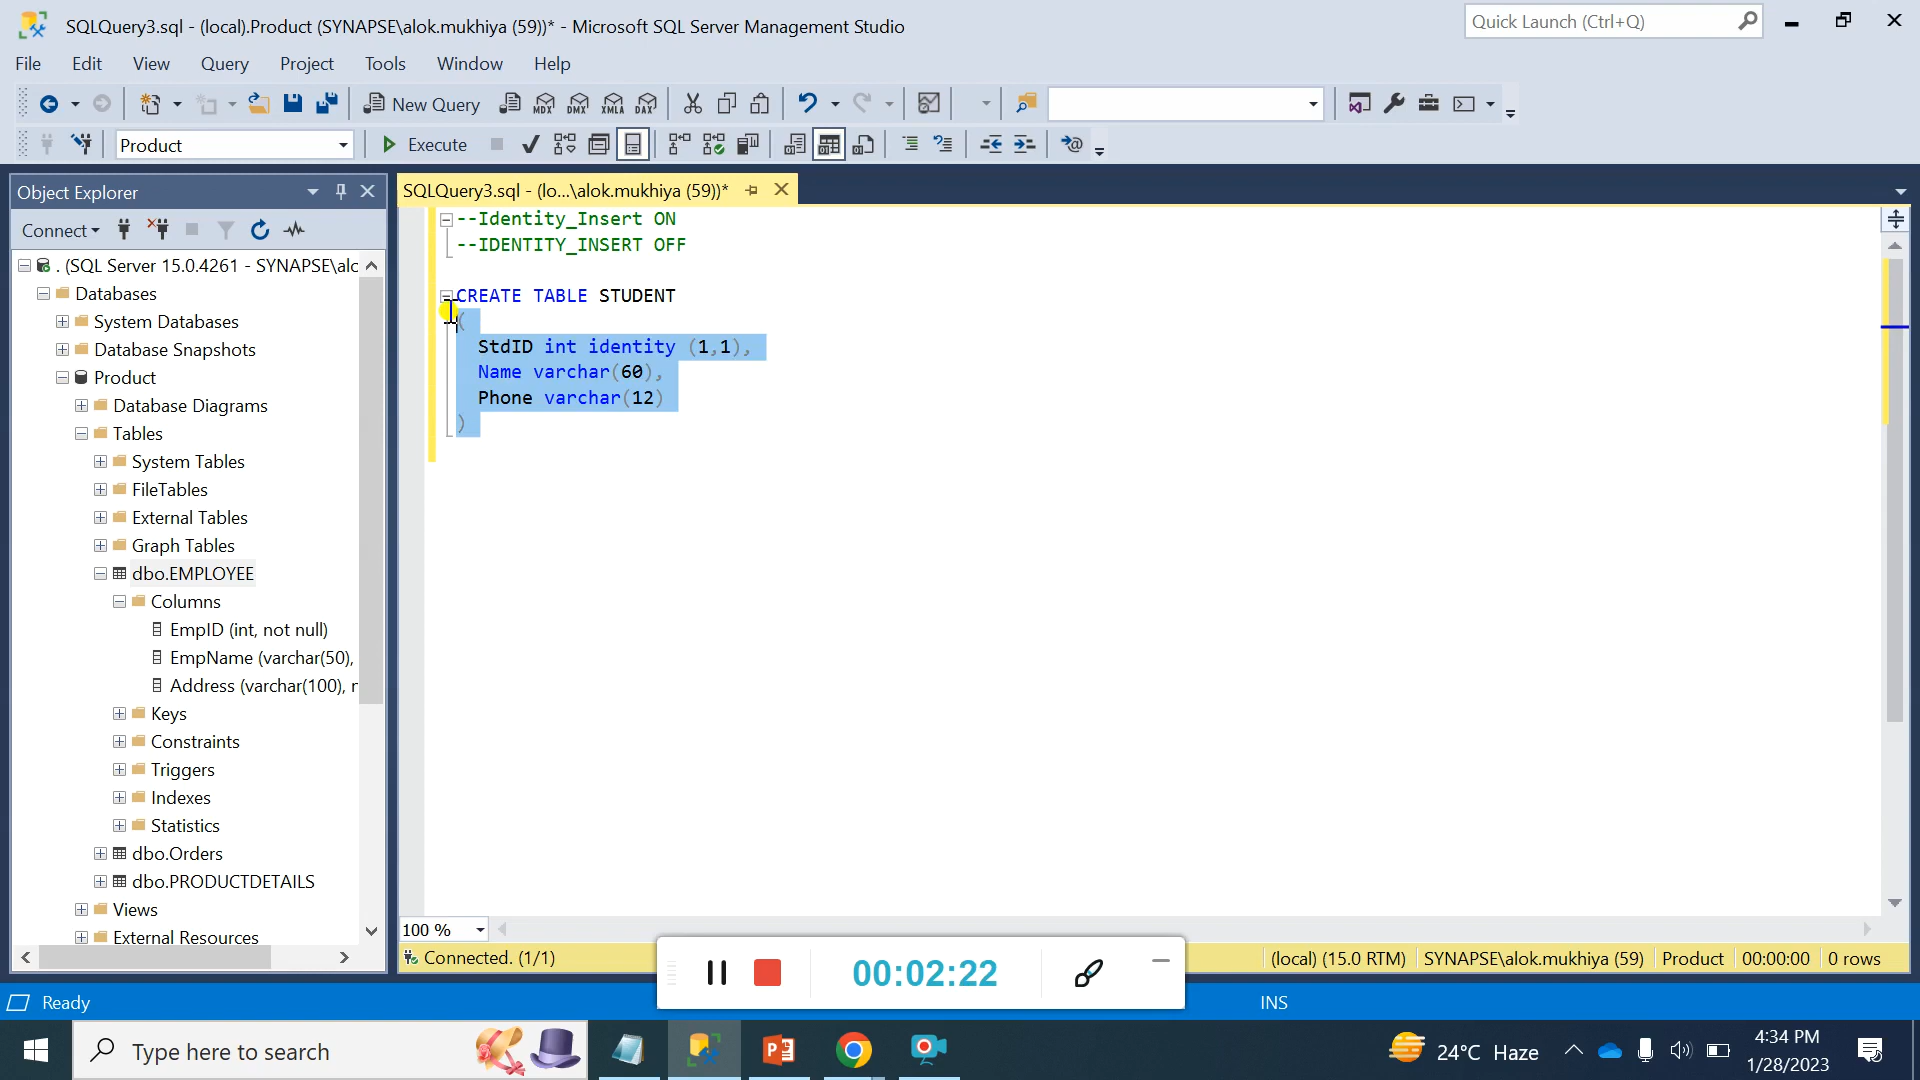 SQLQuery3.sql - (local).Product (SYNAPSE\alok.mukhiya (59))* - Microsoft SQL Server Management Studio
Quick Launch (Ctrl+Q)
File Edit View Query Project Tools Window Help
New Query MDX DMX XMLA DAX
Product Execute
Object Explorer
SQLQuery3.sql - (lo...\alok.mukhiya (59))*
Connect
. (SQL Server 15.0.4261 - SYNAPSE\alo
Databases
System Databases
Database Snapshots
Product
Database Diagrams
Tables
System Tables
FileTables
External Tables
Graph Tables
dbo.EMPLOYEE
Columns
EmpID (int, not null)
EmpName (varchar(50),
Address (varchar(100), n
Keys
Constraints
Triggers
Indexes
Statistics
dbo.Orders
dbo.PRODUCTDETAILS
Views
External Resources
--Identity_Insert ON
--IDENTITY_INSERT OFF
CREATE TABLE STUDENT
(
StdID int identity (1,1),
Name varchar(60),
Phone varchar(12)
)
100 %
Connected. (1/1)
(local) (15.0 RTM) SYNAPSE\alok.mukhiya (59) Product 00:00:00 0 rows
00:02:22
Ready
INS
Type here to search
24°C Haze
4:34 PM
1/28/2023